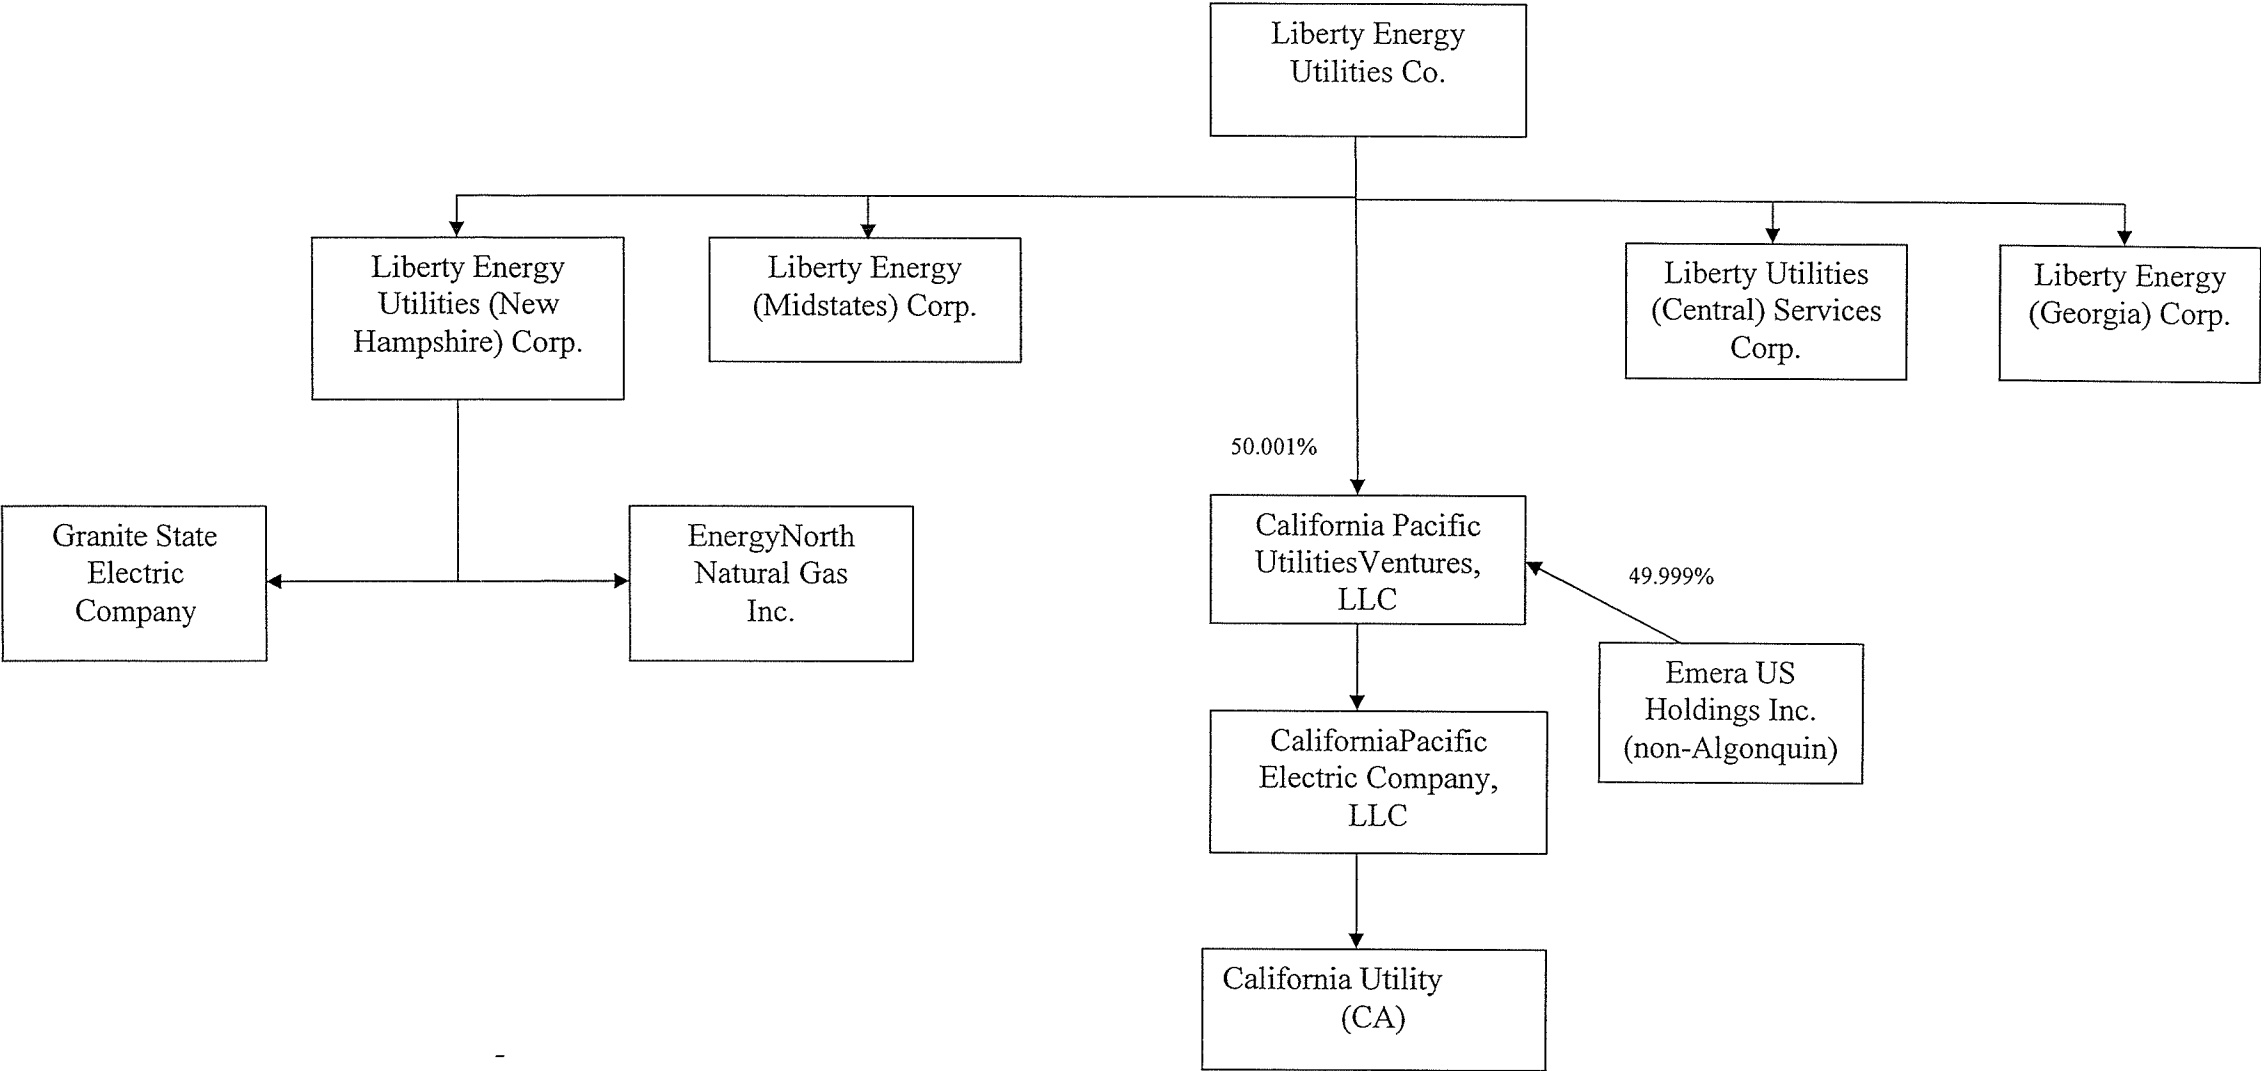 Liberty Energy
Utilities Co.
Liberty Energy
Utilities (New
Hampshire) Corp.
Liberty Energy
(Midstates) Corp.
Liberty Utilities
(Central) Services
Corp.
Liberty Energy
(Georgia) Corp.
50.001%
Granite State
Electric
Company
EnergyNorth
Natural Gas
Inc.
California Pacific
UtilitiesVentures,
LLC
49.999%
Emera US
Holdings Inc.
(non-Algonquin)
CaliforniaPacific
Electric Company,
LLC
California Utility
(CA)